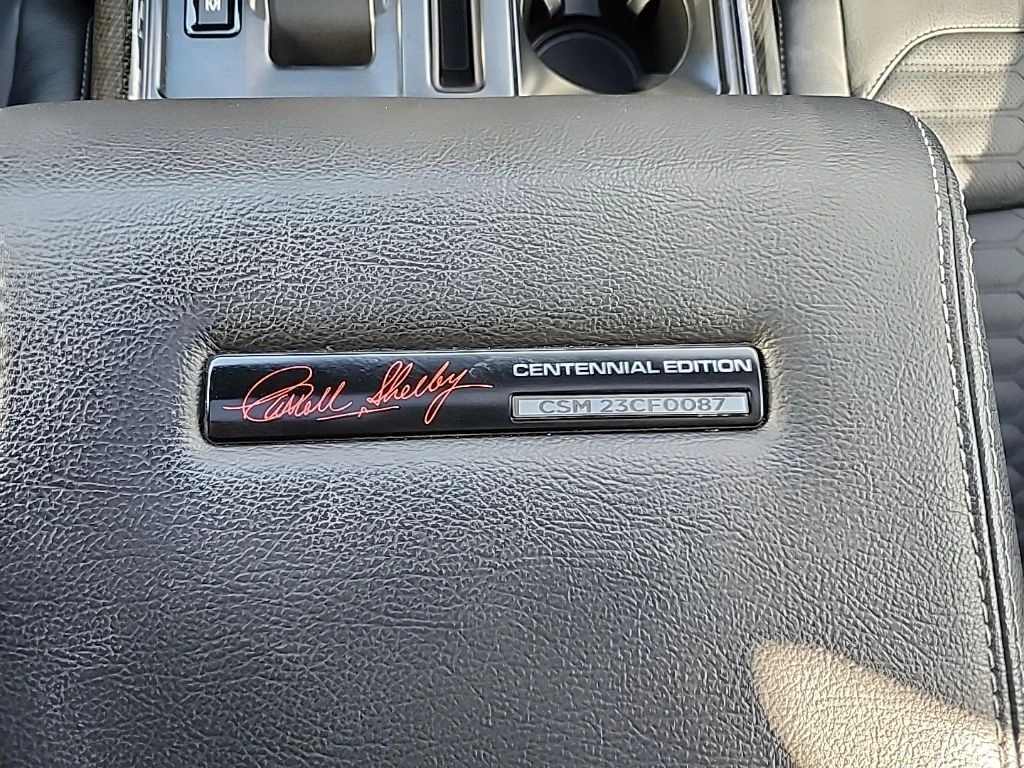 M
Carroll Shelby
CENTENNIAL EDITION
CSM 23CF0087